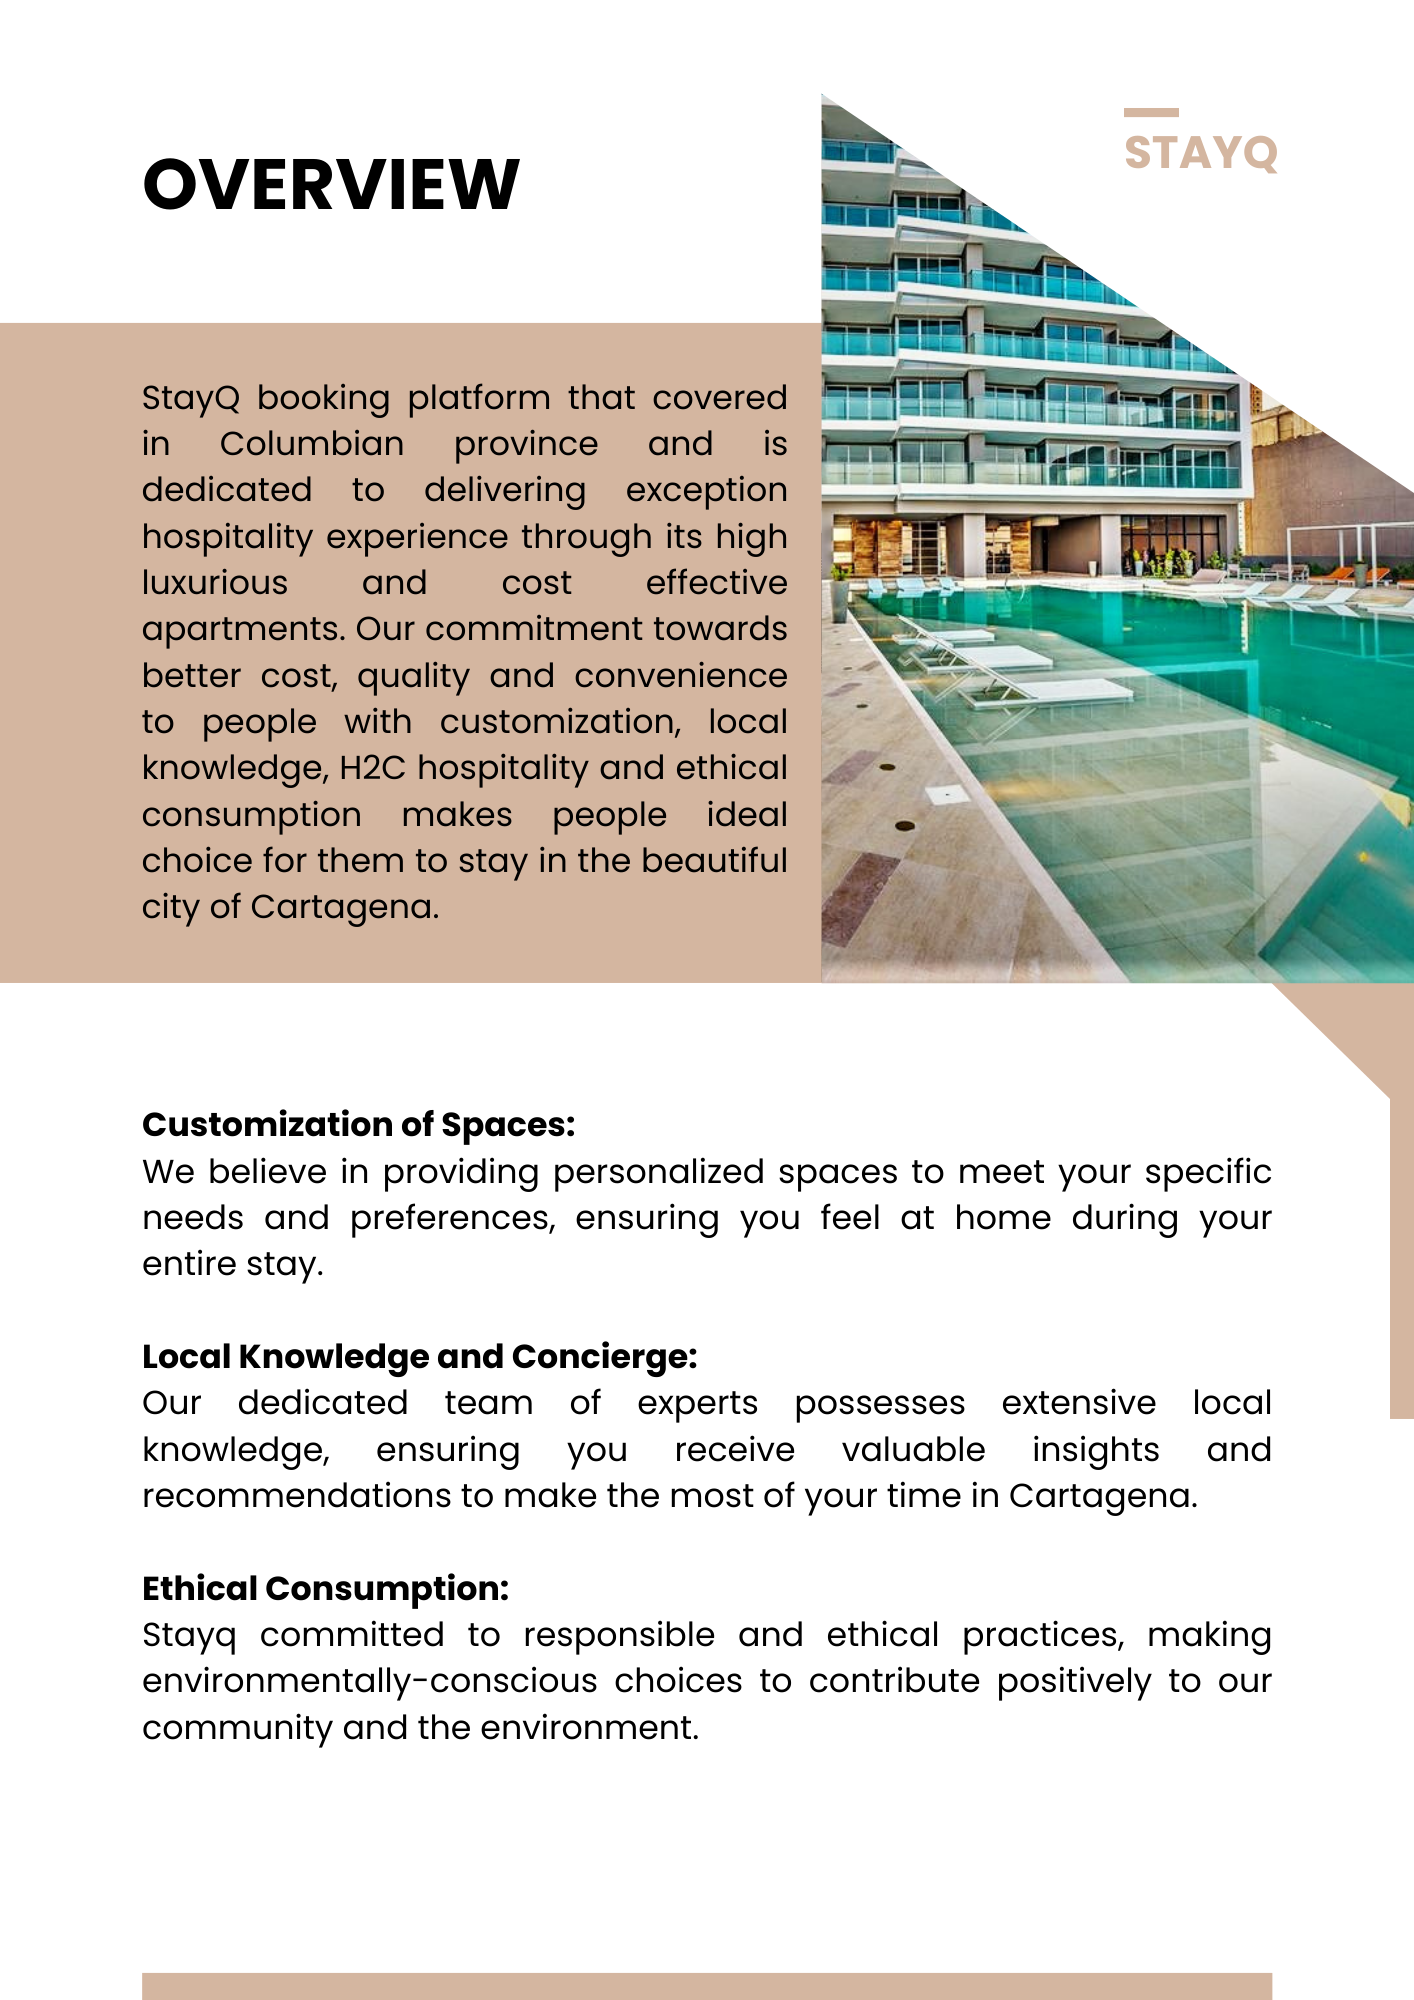 STAYQ
OVERVIEW
StayQ booking platform that covered
in Columbian province and is
dedicated to delivering exception
hospitality experience through its high
luxurious and cost effective
apartments. Our commitment towards
better cost, quality and convenience
to people with customization, local
knowledge, H2C hospitality and ethical
consumption makes people ideal
choice for them to stay in the beautiful
city of Cartagena.
Customization of Spaces:
We believe in providing personalized spaces to meet your specific
needs and preferences, ensuring you feel at home during your
entire stay.
Local Knowledge and Concierge:
Our dedicated team of experts possesses extensive local
knowledge, ensuring you receive valuable insights and
recommendations to make the most of your time in Cartagena.
Ethical Consumption:
Stayq committed to responsible and ethical practices, making
environmentally-conscious choices to contribute positively to our
community and the environment.